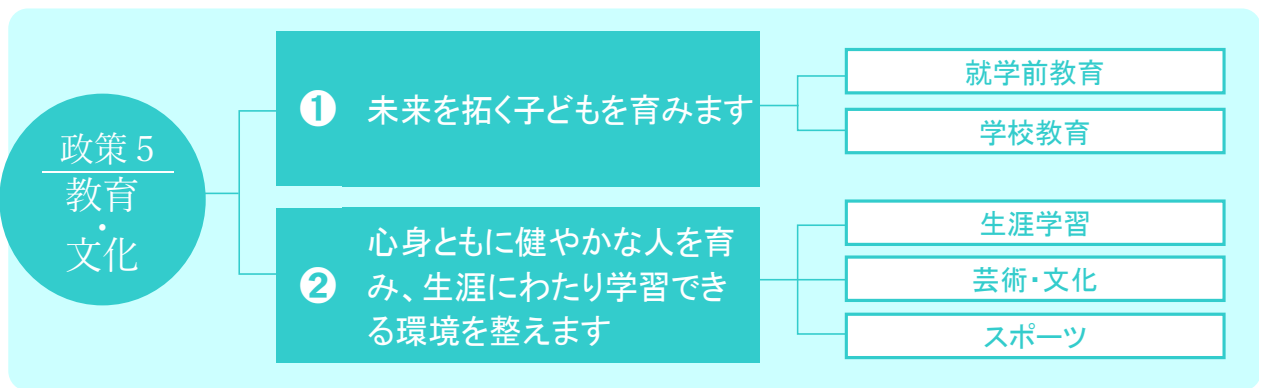 政策5
教育
・
文化
❶ 未来を拓く子どもを育みます
就学前教育
学校教育
❷ 心身ともに健やかな人を育
み、生涯にわたり学習でき
る環境を整えます
生涯学習
芸術・文化
スポーツ